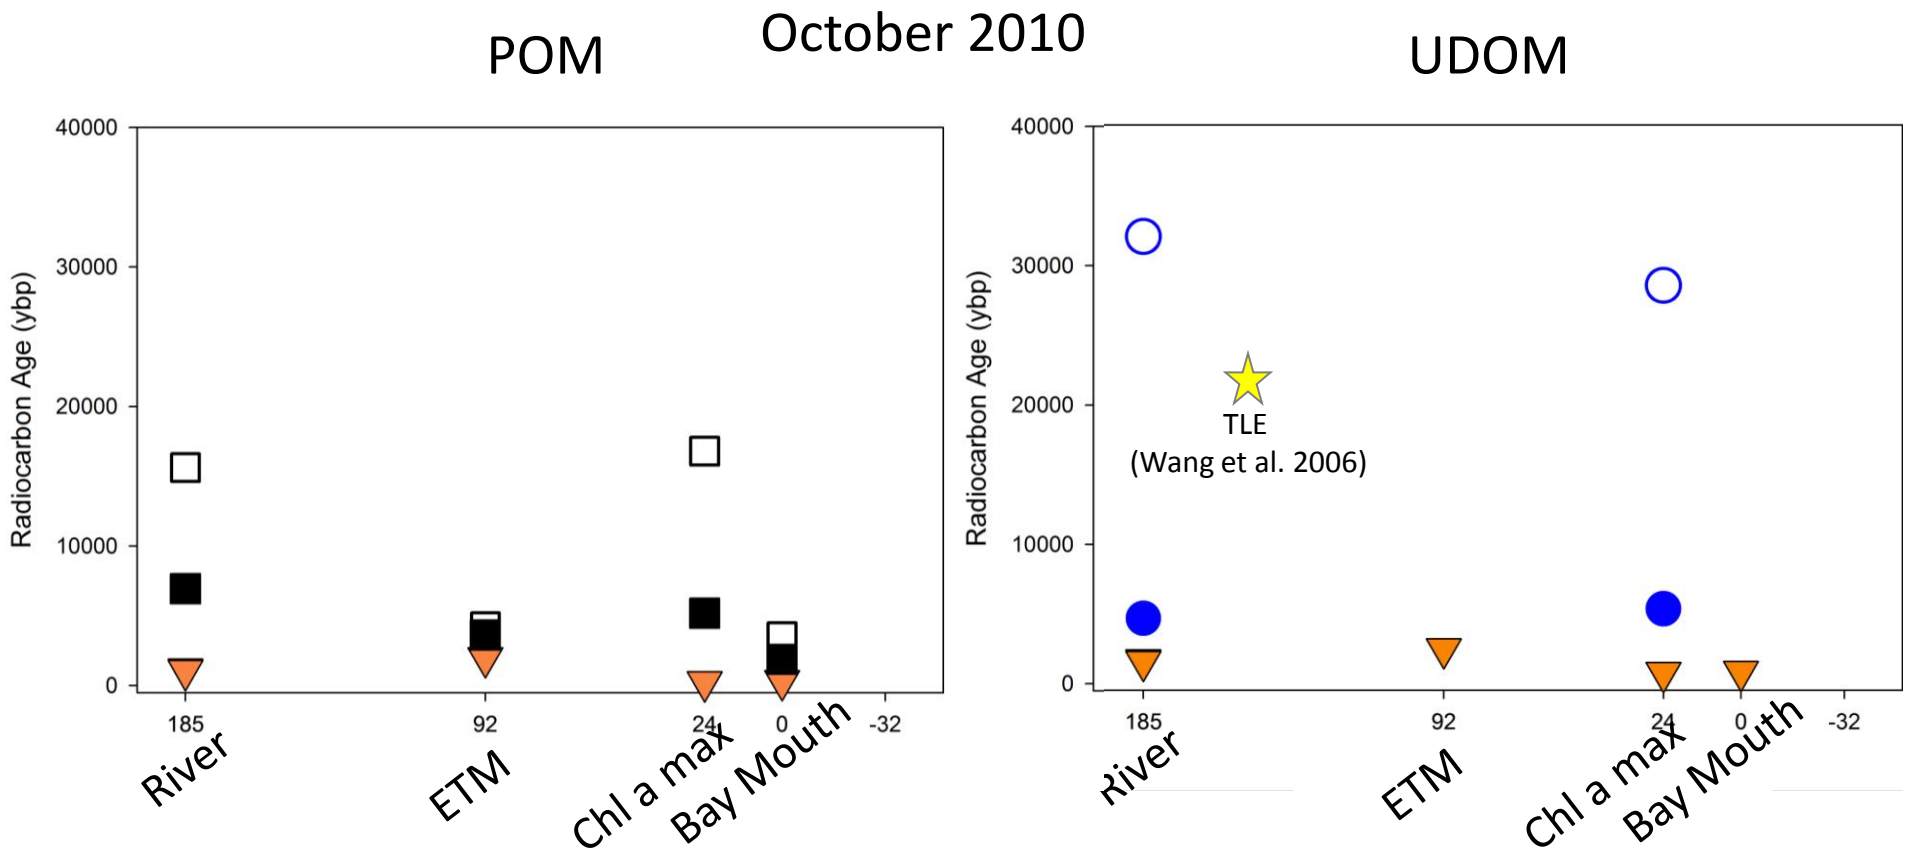 October 2010
POM
40000
30000
20000
10000
0
Radiocarbon Age (ybp)
185
92
24
0
-32
River
ETM
Chl a max
Bay Mouth
UDOM
40000
30000
20000
10000
0
Radiocarbon Age (ybp)
TLE
(Wang et al. 2006)
185
92
24
0
-32
River
ETM
Chl a max
Bay Mouth